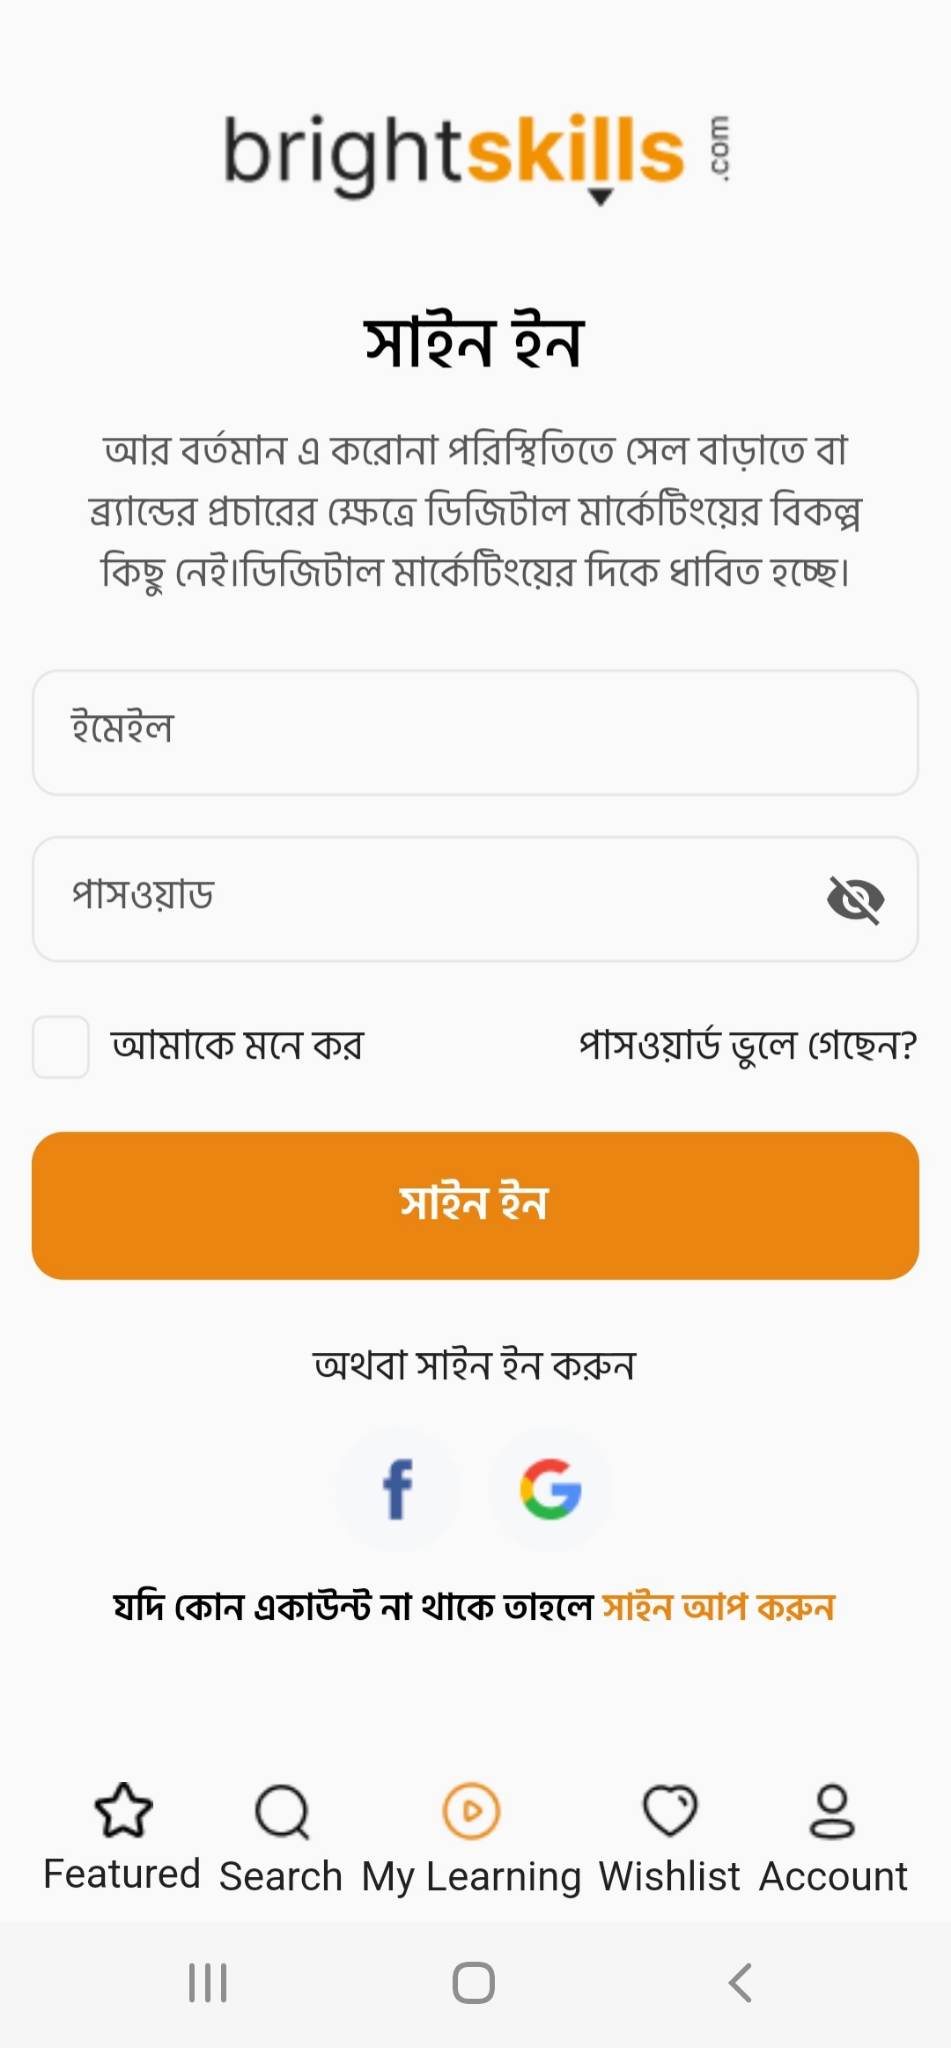 brightskills .com
সাইন ইন
আর বর্তমান এ করোনা পরিস্থিতিতে সেল বাড়াতে বা
ব্র্যান্ডের প্রচারের ক্ষেত্রে ডিজিটাল মার্কেটিংয়ের বিকল্প
কিছু নেই।ডিজিটাল মার্কেটিংয়ের দিকে ধাবিত হচ্ছে।
ইমেইল
পাসওয়াড
আমাকে মনে কর পাসওয়ার্ড ভুলে গেছেন?
সাইন ইন
অথবা সাইন ইন করুন
যদি কোন একাউন্ট না থাকে তাহলে সাইন আপ করুন
Featured Search My Learning Wishlist Account